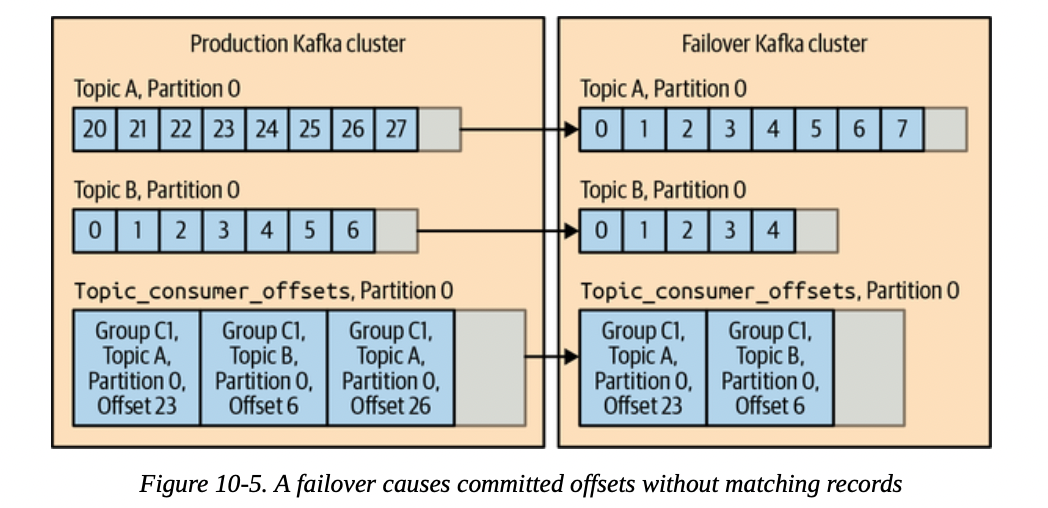 Production Kafka cluster
Topic A, Partition 0
20 21 22 23 24 25 26 27
Topic B, Partition 0
0 1 2 3 4 5 6
Topic_consumer_offsets, Partition 0
Group C1,
Topic A,
Partition 0,
Offset 23
Group C1,
Topic B,
Partition 0,
Offset 6
Group C1,
Topic A,
Partition 0,
Offset 26
Failover Kafka cluster
Topic A, Partition 0
0 1 2 3 4 5 6 7
Topic B, Partition 0
0 1 2 3 4
Topic_consumer_offsets, Partition 0
Group C1,
Topic A,
Partition 0,
Offset 23
Group C1,
Topic B,
Partition 0,
Offset 6
Figure 10-5. A failover causes committed offsets without matching records